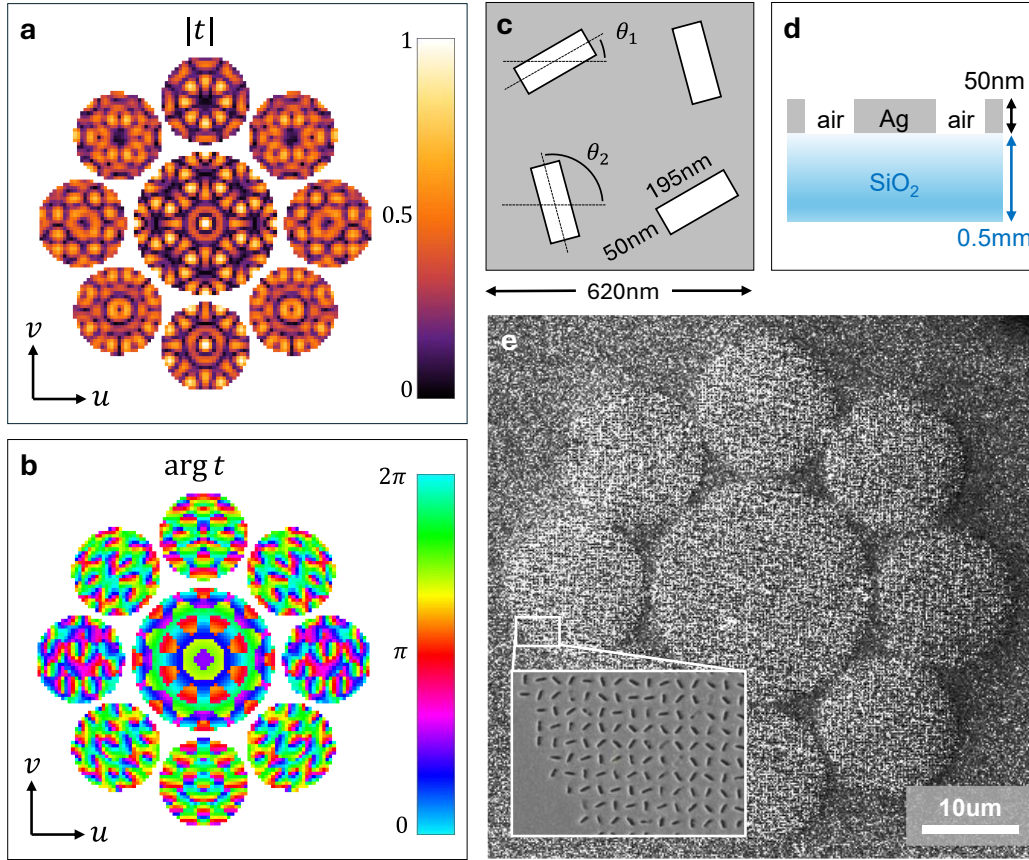 a
|t|
1
0.5
0
v
u
b
arg t
2π
π
0
v
u
c
θ₁
θ₂
195nm
50nm
620nm
d
50nm
air
Ag
air
SiO₂
0.5mm
e
10um